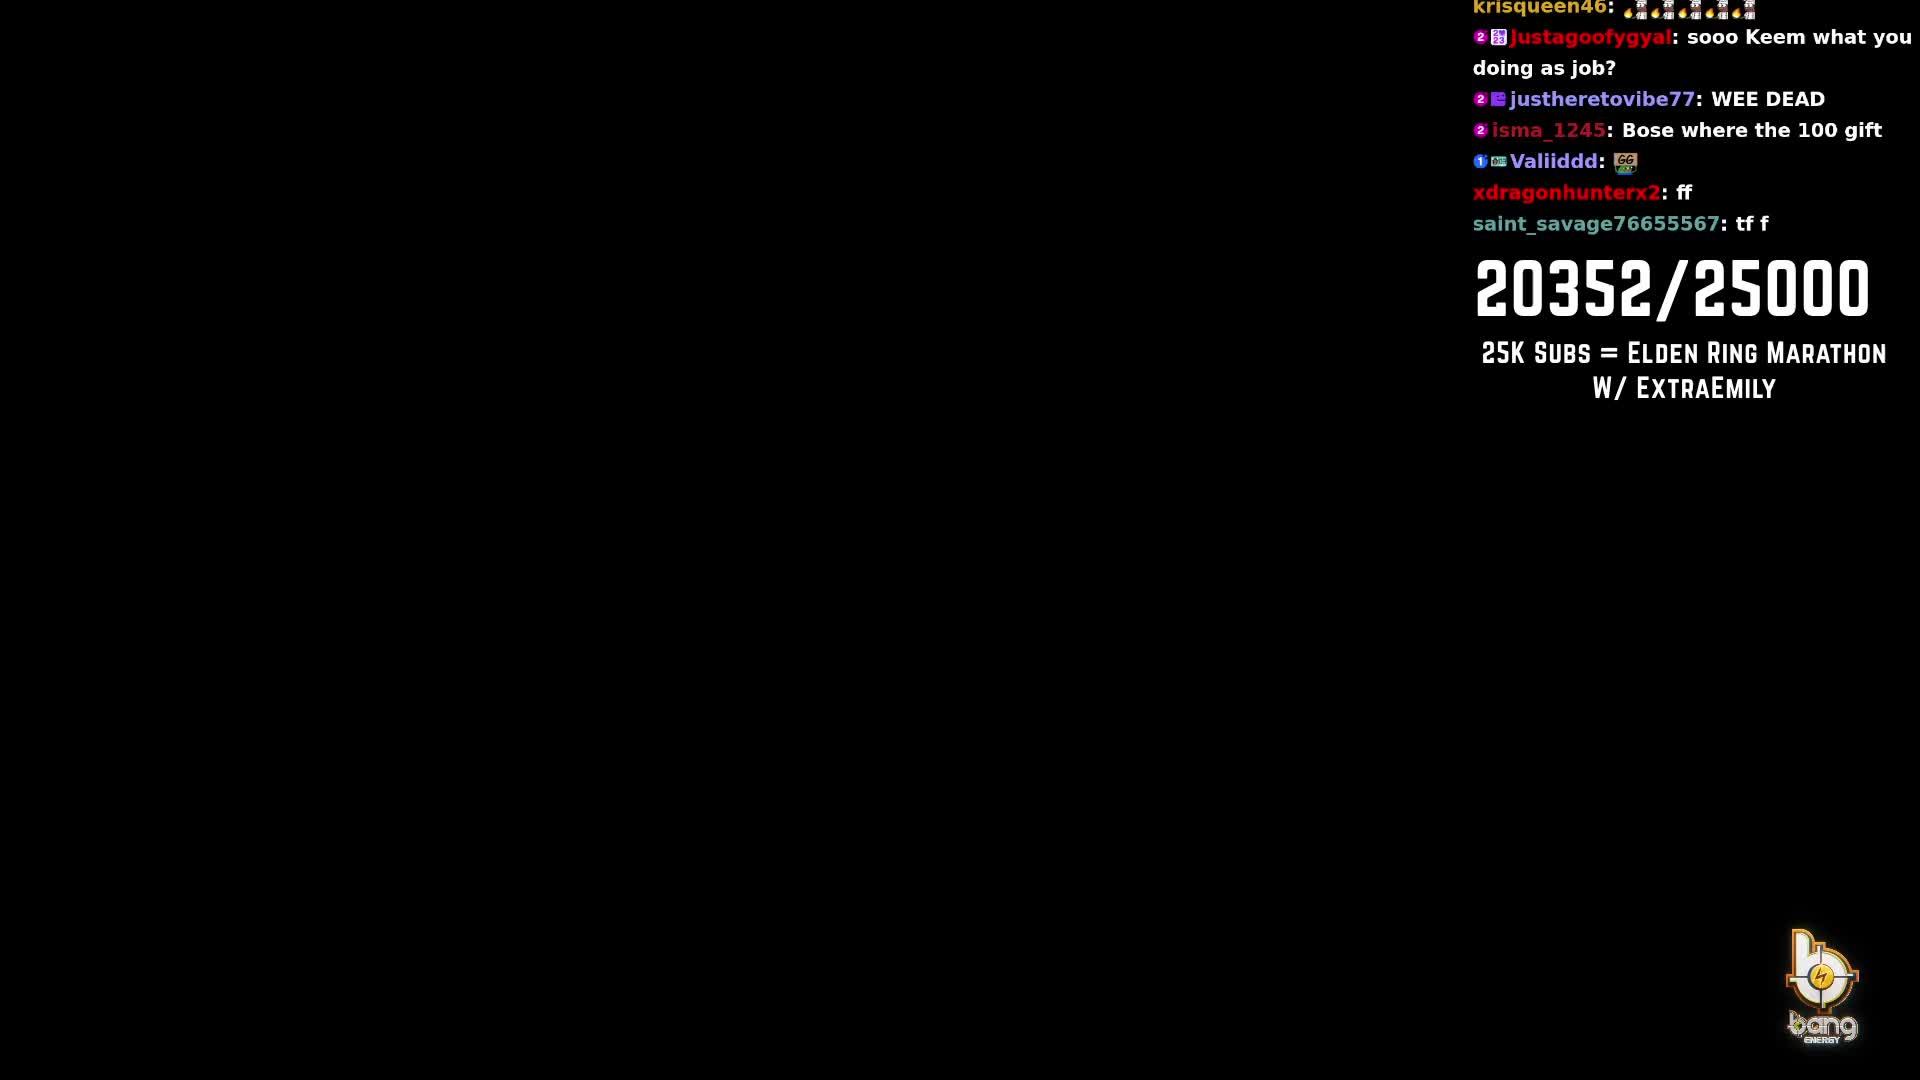 krisqueen46:
Justagoofygyal: sooo Keem what you
doing as job?
justheretovibe77: WEE DEAD
isma_1245: Bose where the 100 gift
Valiiddd: GG
xdragonhunterx2: ff
saint_savage76655567: tf f
20352/25000
25K Subs = Elden Ring Marathon
W/ ExtraEmily
bang
ENERGY